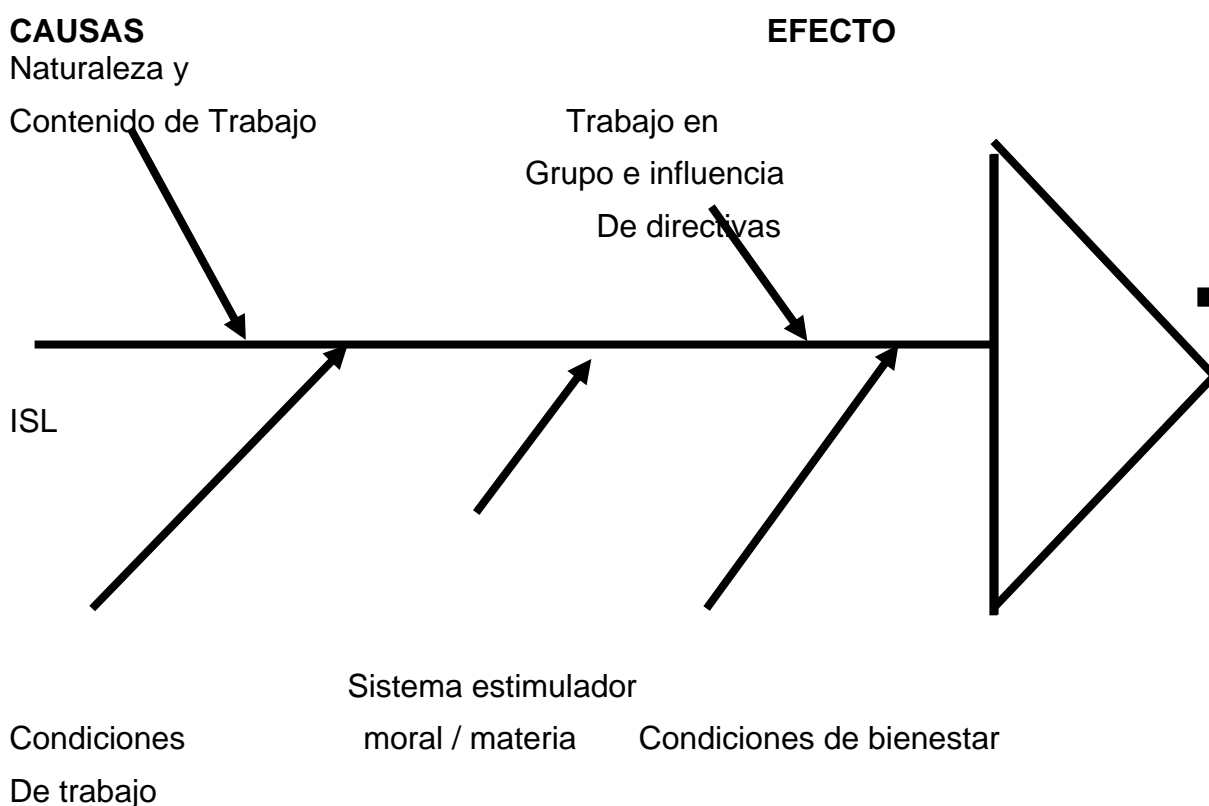 CAUSAS EFECTO
Naturaleza y
Contenido de Trabajo
Trabajo en
Grupo e influencia
De directivas
ISL
Sistema estimulador
moral / materia
Condiciones
De trabajo
Condiciones de bienestar